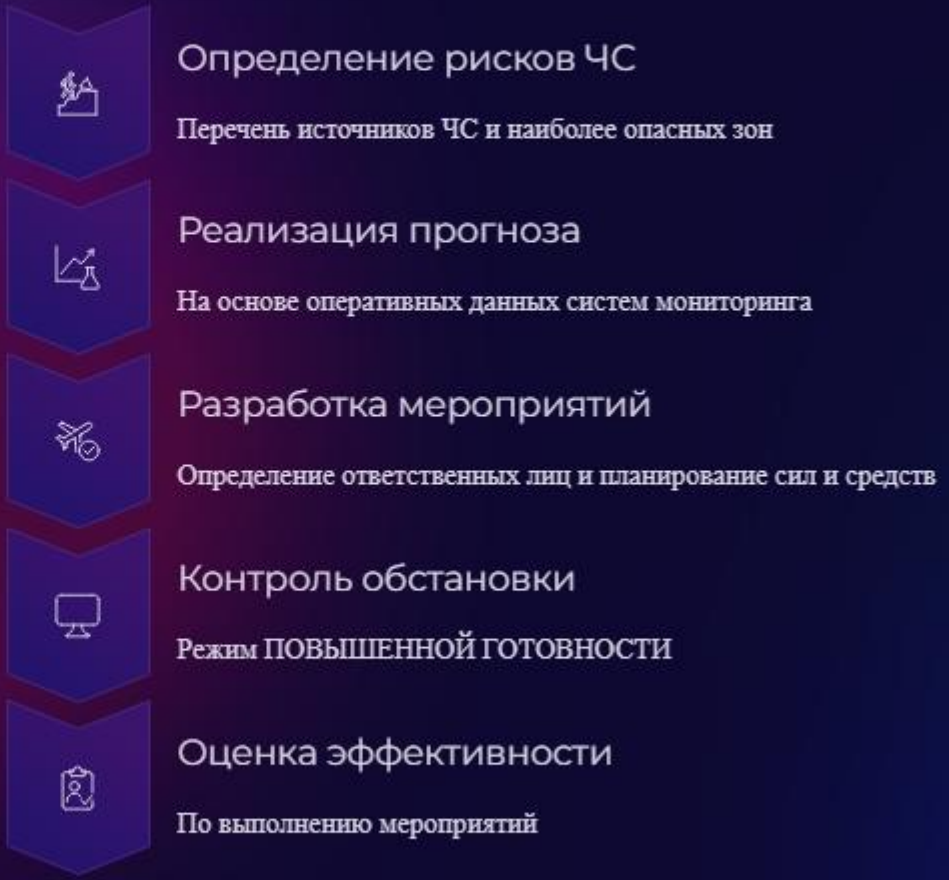 Определение рисков ЧС
Перечень источников ЧС и наиболее опасных зон
Реализация прогноза
На основе оперативных данных систем мониторинга
Разработка мероприятий
Определение ответственных лиц и планирование сил и средств
Контроль обстановки
Режим ПОВЫШЕННОЙ ГОТОВНОСТИ
Оценка эффективности
По выполнению мероприятий